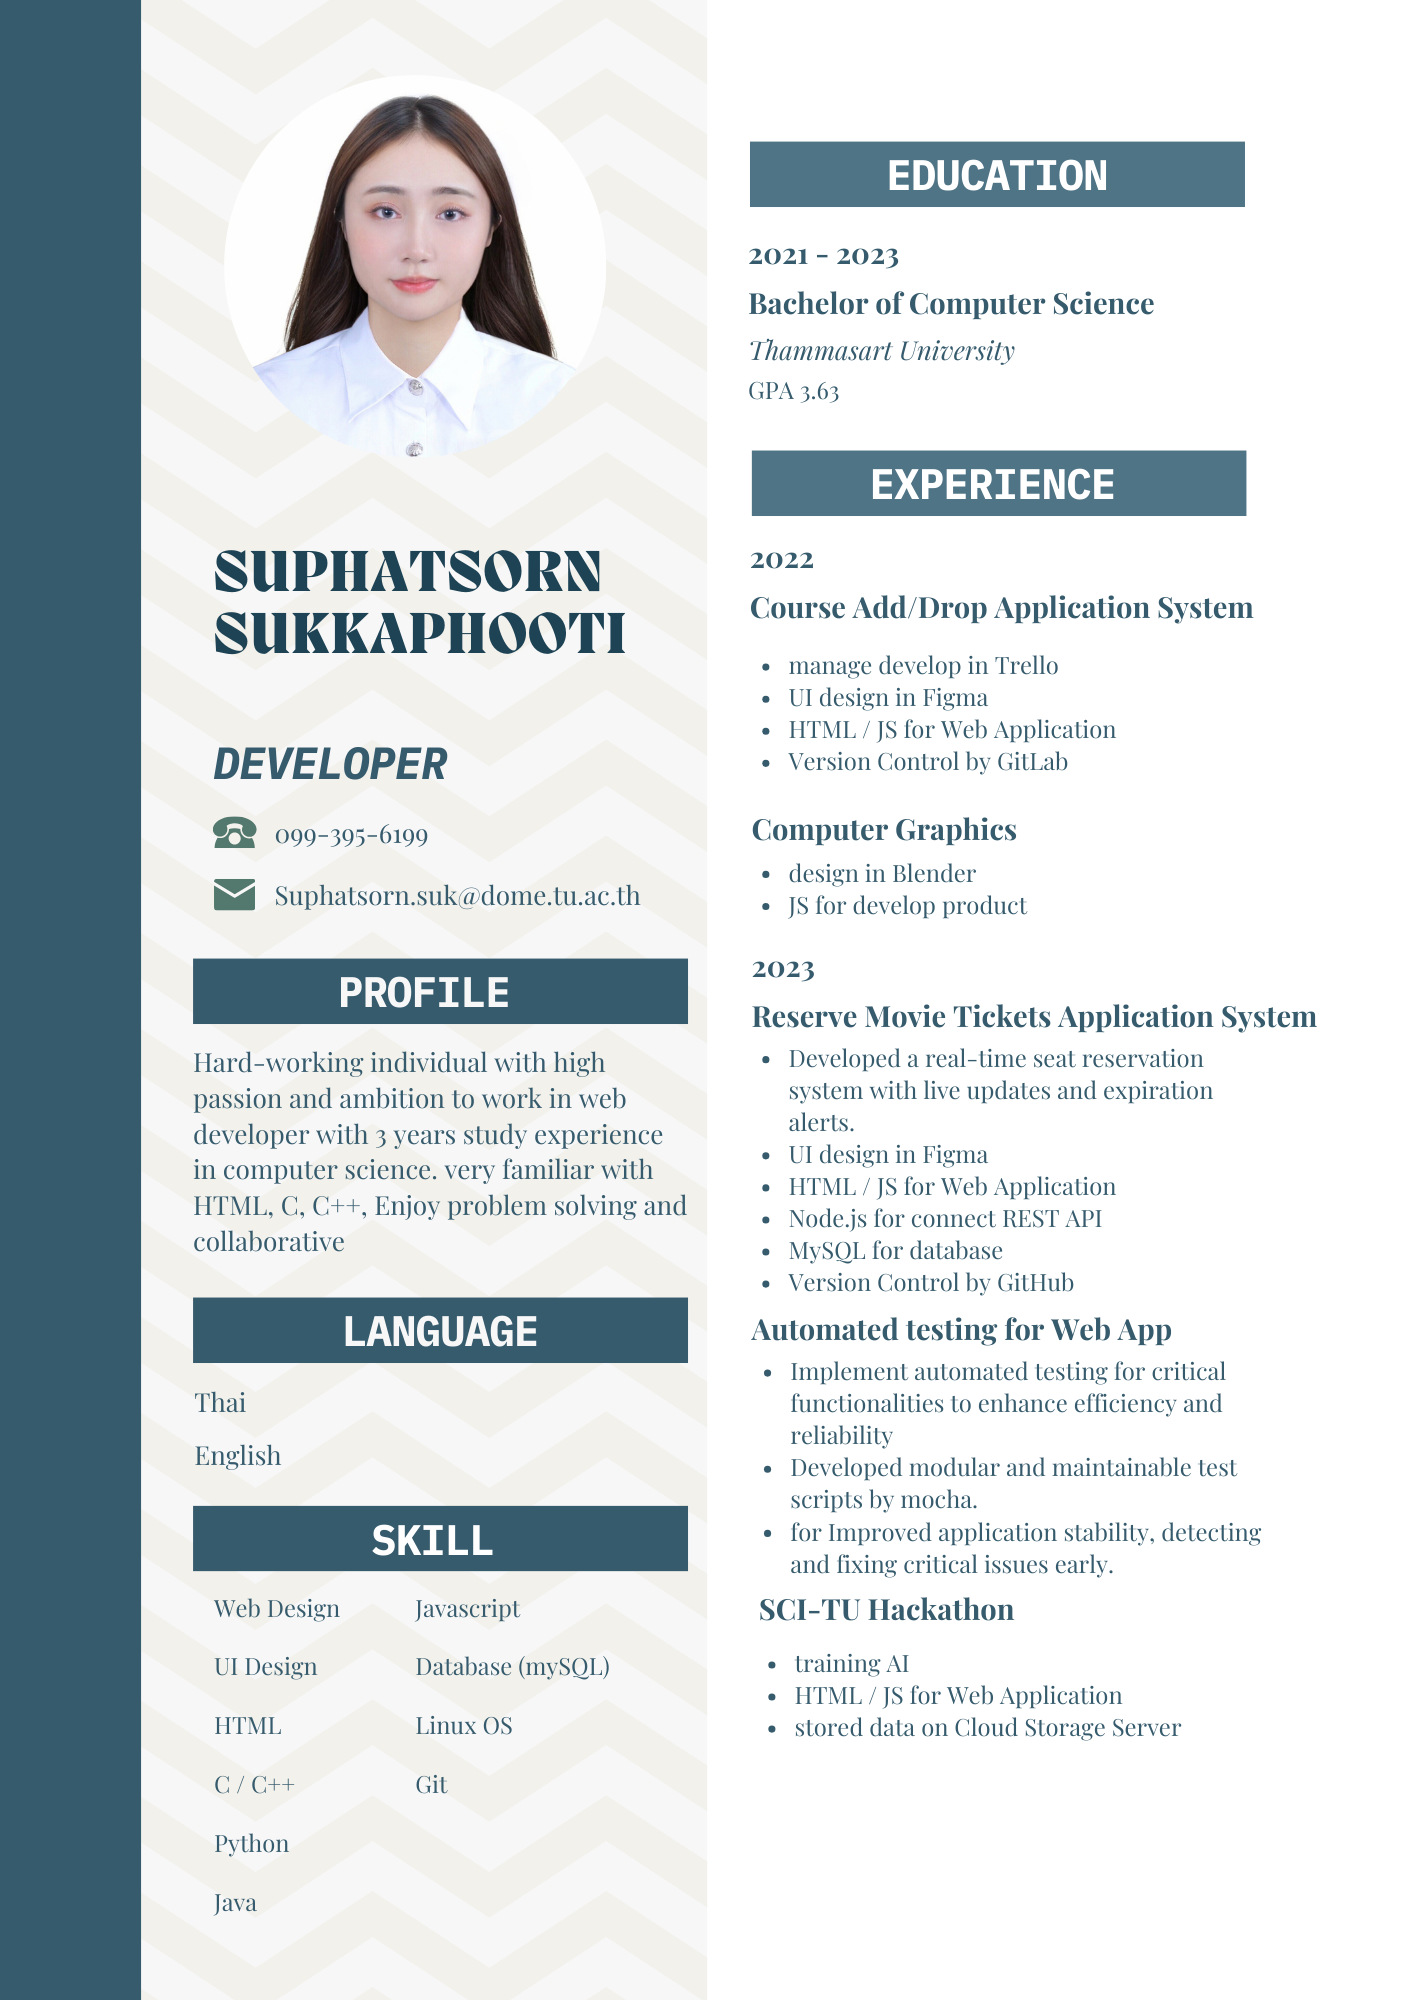 SUPHATSORN
SUKKAPHOOTI
DEVELOPER
099-395-6199
Suphatsorn.suk@dome.tu.ac.th
PROFILE
Hard-working individual with high
passion and ambition to work in web
developer with 3 years study experience
in computer science. very familiar with
HTML, C, C++, Enjoy problem solving and
collaborative
LANGUAGE
Thai
English
SKILL
Web Design
UI Design
HTML
C / C++
Python
Java
Javascript
Database (mySQL)
Linux OS
Git
EDUCATION
2021 - 2023
Bachelor of Computer Science
Thammasart University
GPA 3.63
EXPERIENCE
2022
Course Add/Drop Application System
• manage develop in Trello
• UI design in Figma
• HTML / JS for Web Application
• Version Control by GitLab
Computer Graphics
• design in Blender
• JS for develop product
2023
Reserve Movie Tickets Application System
• Developed a real-time seat reservation
system with live updates and expiration
alerts.
• UI design in Figma
• HTML / JS for Web Application
• Node.js for connect REST API
• MySQL for database
• Version Control by GitHub
Automated testing for Web App
• Implement automated testing for critical
functionalities to enhance efficiency and
reliability
• Developed modular and maintainable test
scripts by mocha.
• for Improved application stability, detecting
and fixing critical issues early.
SCI-TU Hackathon
• training AI
• HTML / JS for Web Application
• stored data on Cloud Storage Server